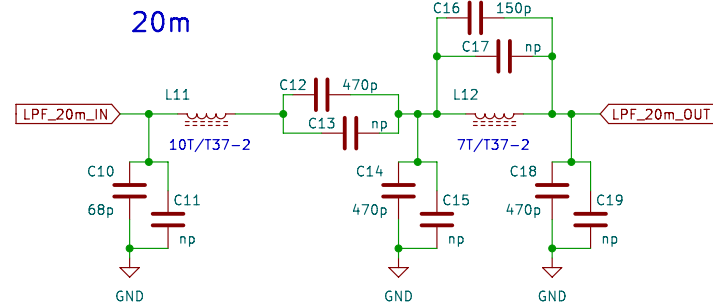 20m
C16 150p
C17 np
L11
C12 470p
L12
LPF_20m_IN
LPF_20m_OUT
C13 np
10T/T37-2
7T/T37-2
C10
C14
C18
68p
C11
470p
C15
470p
C19
np
np
np
GND
GND
GND